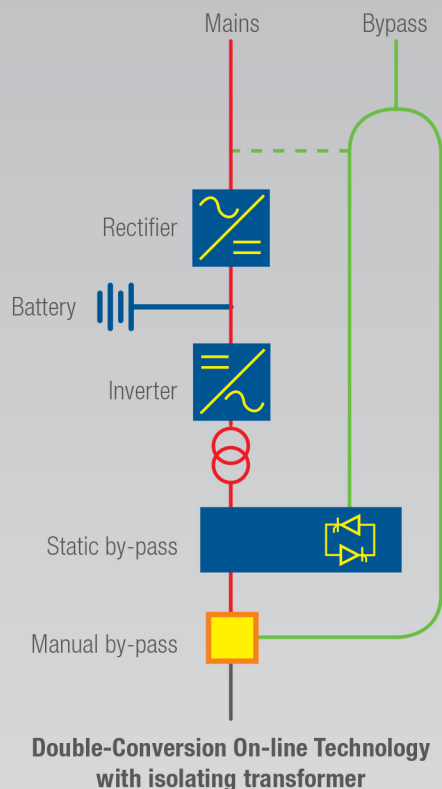 Mains
Bypass
Rectifier
Battery
Inverter
Static by-pass
Manual by-pass
Double-Conversion On-line Technology
with isolating transformer